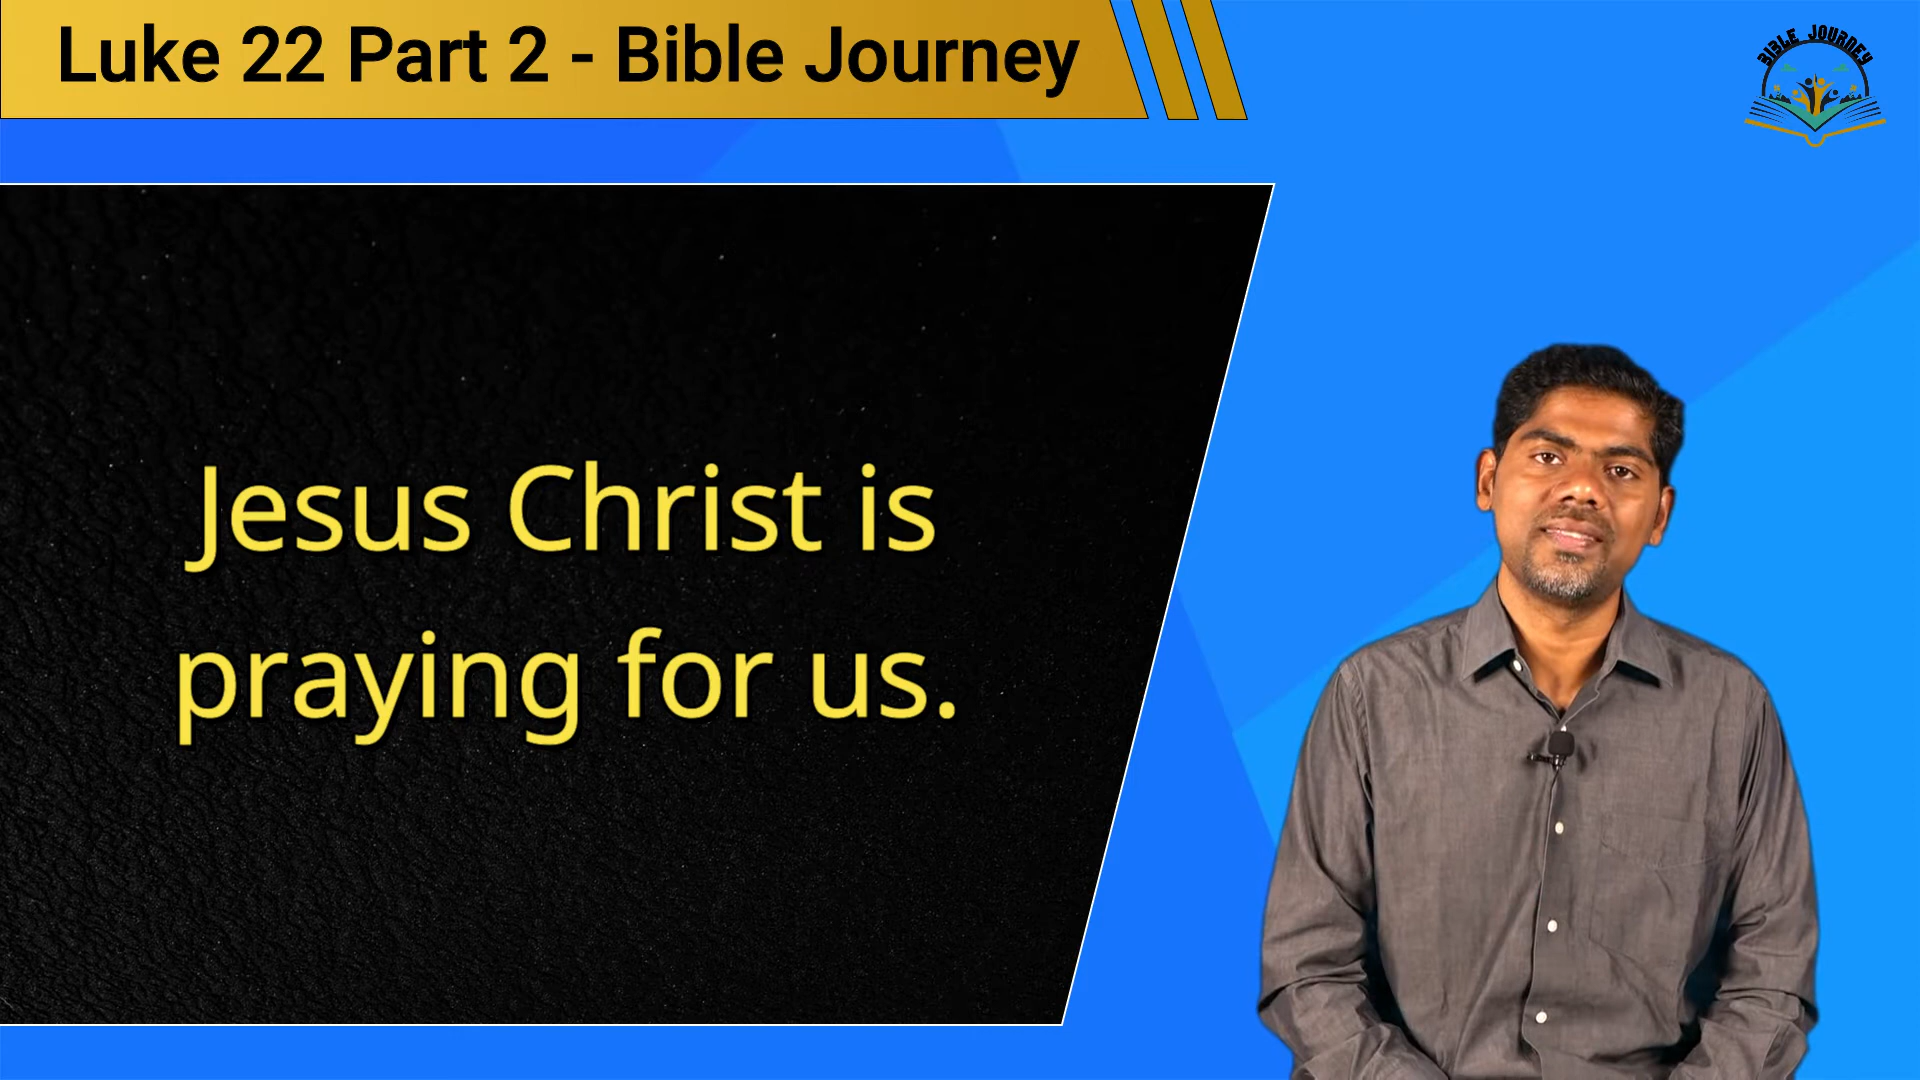 Luke 22 Part 2 - Bible Journey
BIBLE JOURNEY
Jesus Christ is
praying for us.